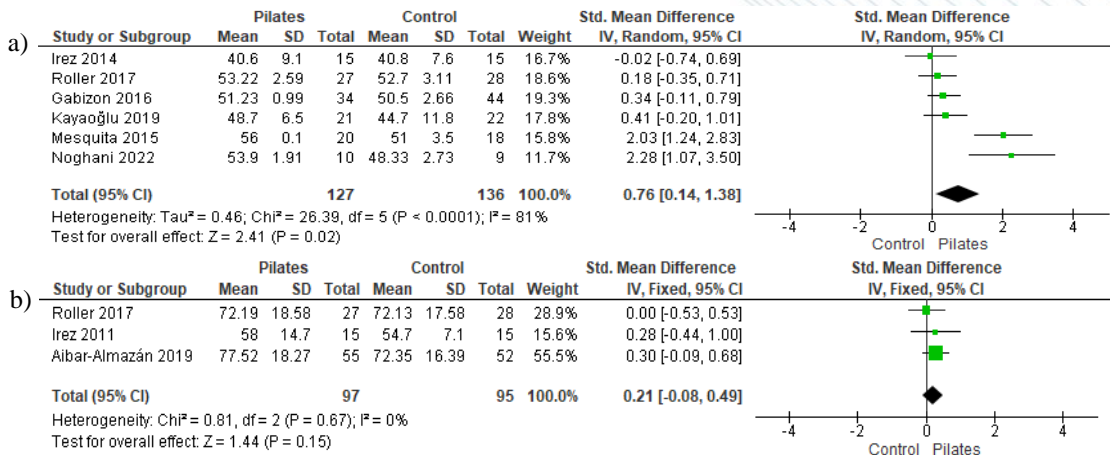 Pilates Control Std. Mean Difference Std. Mean Difference
a) Study or Subgroup Mean SD Total Mean SD Total Weight IV, Random, 95% CI IV, Random, 95% CI
Irez 2014 40.6 9.1 15 40.8 7.6 15 16.7% -0.02 [-0.74, 0.69]
Roller 2017 53.22 2.59 27 52.7 3.11 28 18.6% 0.18 [-0.35, 0.71]
Gabizon 2016 51.23 0.99 34 50.5 2.66 44 19.3% 0.34 [-0.11, 0.79]
Kayaoğlu 2019 48.7 6.5 21 44.7 11.8 22 17.8% 0.41 [-0.20, 1.01]
Mesquita 2015 56 0.1 20 51 3.5 18 15.8% 2.03 [1.24, 2.83]
Noghani 2022 53.9 1.91 10 48.33 2.73 9 11.7% 2.28 [1.07, 3.50]
Total (95% CI) 127 136 100.0% 0.76 [0.14, 1.38]
Heterogeneity: Tau² = 0.46; Chi² = 26.39, df = 5 (P < 0.0001); I² = 81%
Test for overall effect: Z = 2.41 (P = 0.02)
-4 -2 0 2 4
Control Pilates
Pilates Control Std. Mean Difference Std. Mean Difference
b) Study or Subgroup Mean SD Total Mean SD Total Weight IV, Fixed, 95% CI IV, Fixed, 95% CI
Roller 2017 72.19 18.58 27 72.13 17.58 28 28.9% 0.00 [-0.53, 0.53]
Irez 2011 58 14.7 15 54.7 7.1 15 15.6% 0.28 [-0.44, 1.00]
Aibar-Almazán 2019 77.52 18.27 55 72.35 16.39 52 55.5% 0.30 [-0.09, 0.68]
Total (95% CI) 97 95 100.0% 0.21 [-0.08, 0.49]
Heterogeneity: Chi² = 0.81, df = 2 (P = 0.67); I² = 0%
Test for overall effect: Z = 1.44 (P = 0.15)
-4 -2 0 2 4
Control Pilates